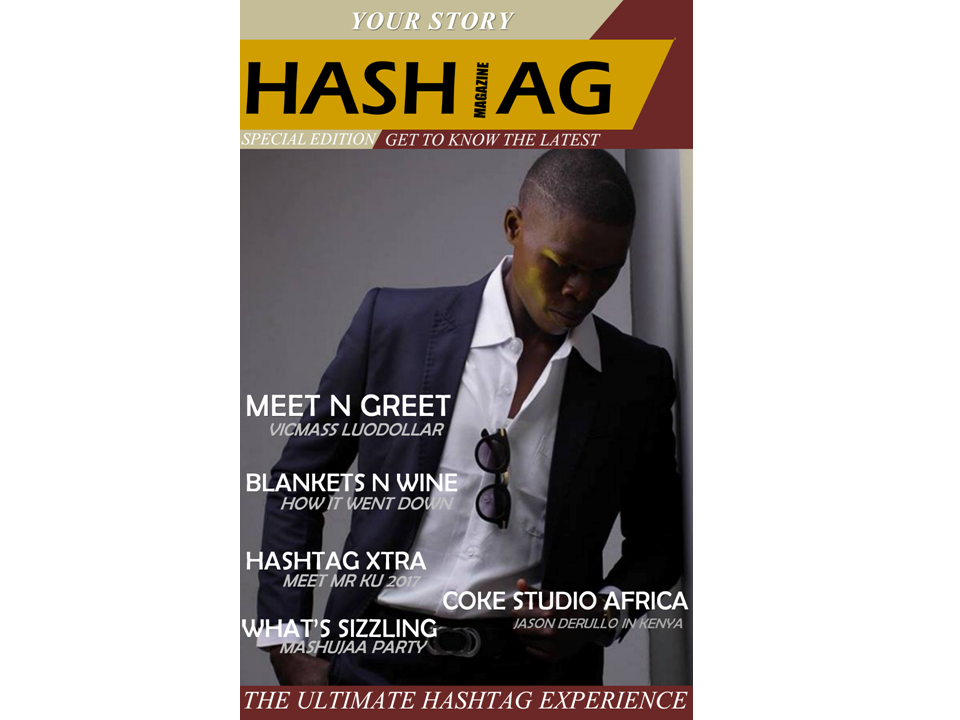 YOUR STORY
HASH MAGAZINE AG
SPECIAL EDITION GET TO KNOW THE LATEST
MEET N GREET
VICMASS LUODOLLAR
BLANKETS N WINE
HOW IT WENT DOWN
HASHTAG XTRA
MEET MR KU 2017
COKE STUDIO AFRICA
JASON DERULLO IN KENYA
WHAT'S SIZZLING
MASHUJAA PARTY
THE ULTIMATE HASHTAG EXPERIENCE